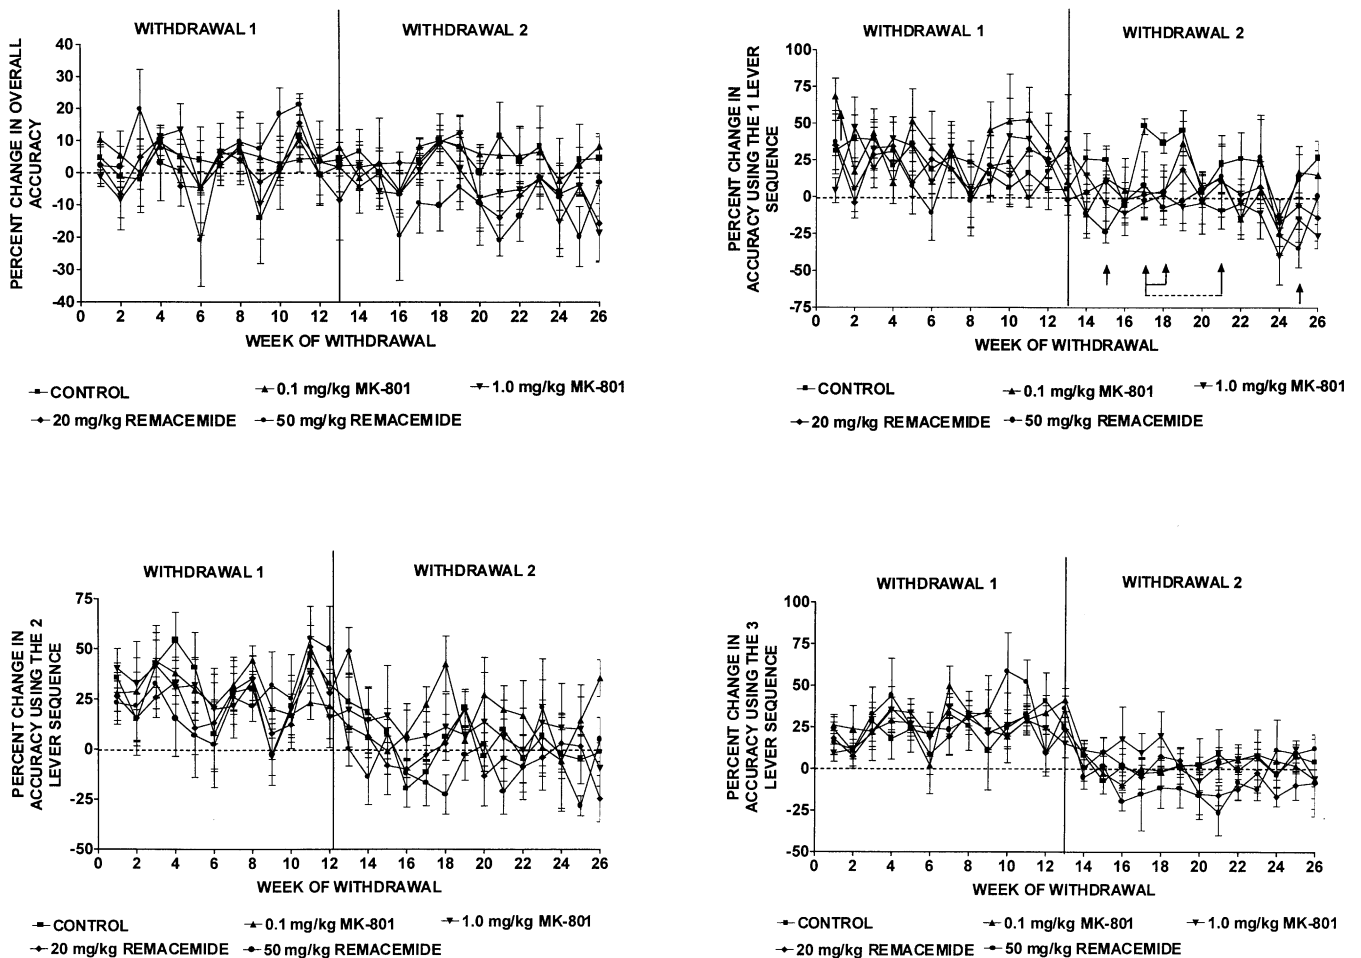 WITHDRAWAL 1 WITHDRAWAL 2
PERCENT CHANGE IN OVERALL
ACCURACY
40
30
20
10
0
-10
-20
-30
-40
0 2 4 6 8 10 12 14 16 18 20 22 24 26
WEEK OF WITHDRAWAL
CONTROL 0.1 mg/kg MK-801 1.0 mg/kg MK-801
20 mg/kg REMACEMIDE 50 mg/kg REMACEMIDE
WITHDRAWAL 1 WITHDRAWAL 2
PERCENT CHANGE IN
ACCURACY USING THE 1 LEVER
SEQUENCE
100
75
50
25
0
-25
-50
-75
0 2 4 6 8 10 12 14 16 18 20 22 24 26
WEEK OF WITHDRAWAL
CONTROL 0.1 mg/kg MK-801 1.0 mg/kg MK-801
20 mg/kg REMACEMIDE 50 mg/kg REMACEMIDE
WITHDRAWAL 1 WITHDRAWAL 2
PERCENT CHANGE IN
ACCURACY USING THE 2
LEVER SEQUENCE
75
50
25
0
-25
-50
0 2 4 6 8 10 12 14 16 18 20 22 24 26
WEEK OF WITHDRAWAL
CONTROL 0.1 mg/kg MK-801 1.0 mg/kg MK-801
20 mg/kg REMACEMIDE 50 mg/kg REMACEMIDE
WITHDRAWAL 1 WITHDRAWAL 2
PERCENT CHANGE IN
ACCURACY USING THE 3
LEVER SEQUENCE
100
75
50
25
0
-25
-50
0 2 4 6 8 10 12 14 16 18 20 22 24 26
WEEK OF WITHDRAWAL
CONTROL 0.1 mg/kg MK-801 1.0 mg/kg MK-801
20 mg/kg REMACEMIDE 50 mg/kg REMACEMIDE